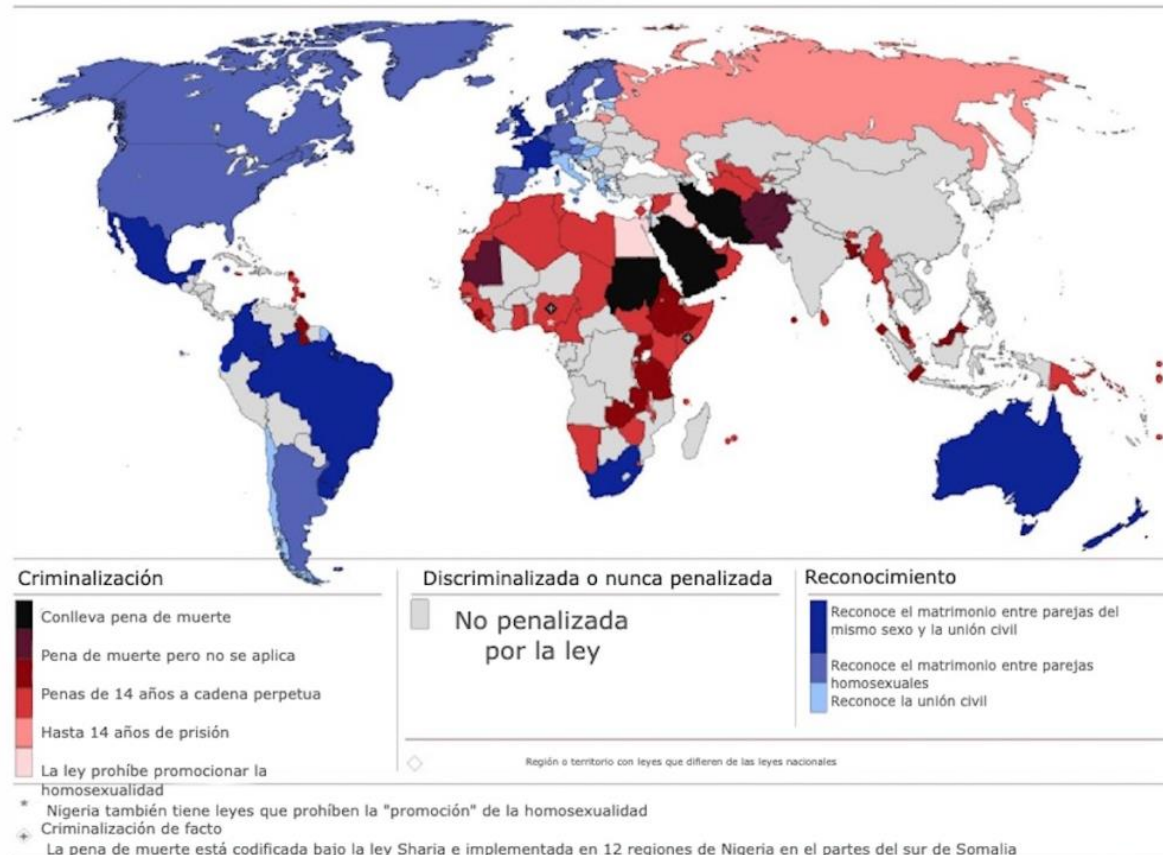 Criminalización
Conlleva pena de muerte
Pena de muerte pero no se aplica
Penas de 14 años a cadena perpetua
Hasta 14 años de prisión
La ley prohíbe promocionar la
homosexualidad
Discriminalizada o nunca penalizada
No penalizada
por la ley
Región o territorio con leyes que difieren de las leyes nacionales
Reconocimiento
Reconoce el matrimonio entre parejas del
mismo sexo y la unión civil
Reconoce el matrimonio entre parejas
homosexuales
Reconoce la unión civil
* Nigeria también tiene leyes que prohíben la "promoción" de la homosexualidad
Criminalización de facto
La pena de muerte está codificada bajo la ley Sharia e implementada en 12 regiones de Nigeria en el partes del sur de Somalia